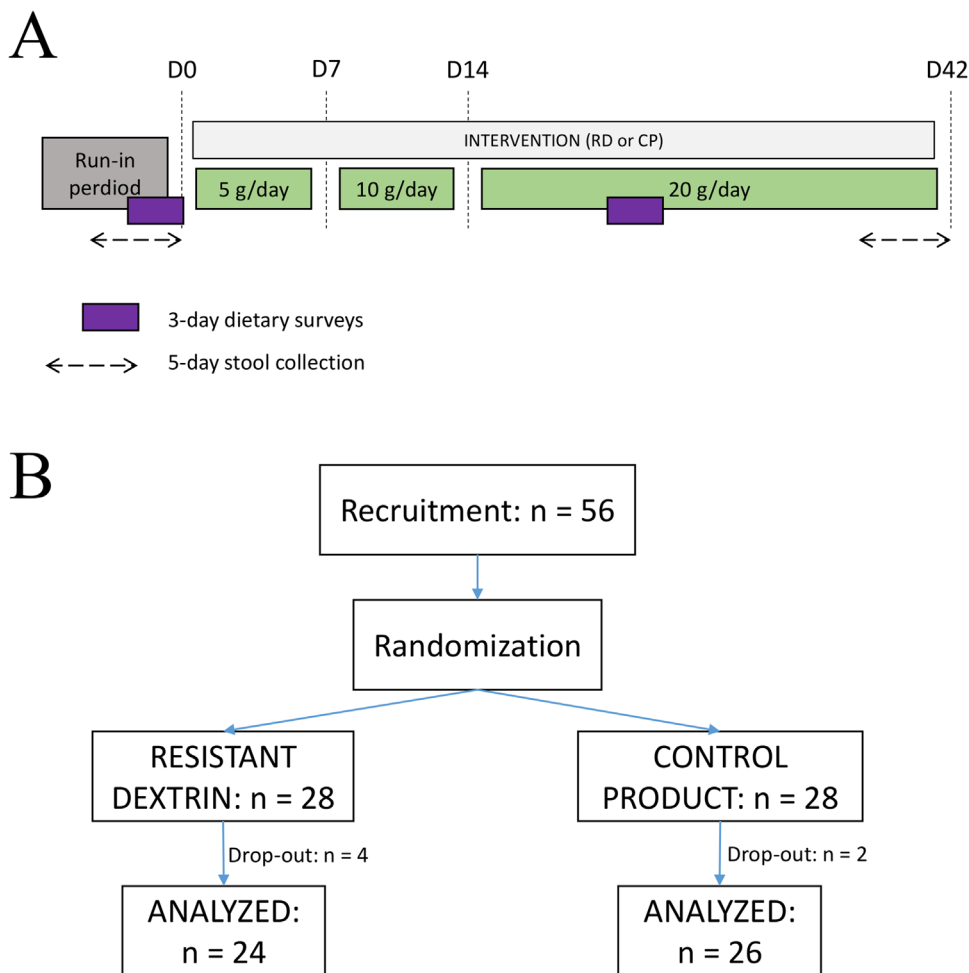 A
D0
D7
D14
D42
INTERVENTION (RD or CP)
Run-in
perdiod
5 g/day
10 g/day
20 g/day
3-day dietary surveys
5-day stool collection
B
Recruitment: n = 56
Randomization
RESISTANT
DEXTRIN: n = 28
CONTROL
PRODUCT: n = 28
Drop-out: n = 4
Drop-out: n = 2
ANALYZED:
n = 24
ANALYZED:
n = 26